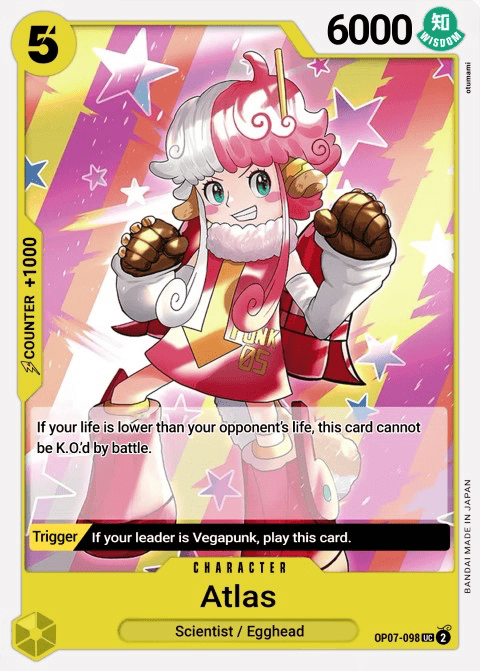 5
6000
知
WISDOM
otumami
COUNTER +1000
PUNK
05
If your life is lower than your opponent's life, this card cannot
be K.O.'d by battle.
Trigger If your leader is Vegapunk, play this card.
CHARACTER
Atlas
Scientist / Egghead
OP07-098 UC 2
BANDAI MADE IN JAPAN